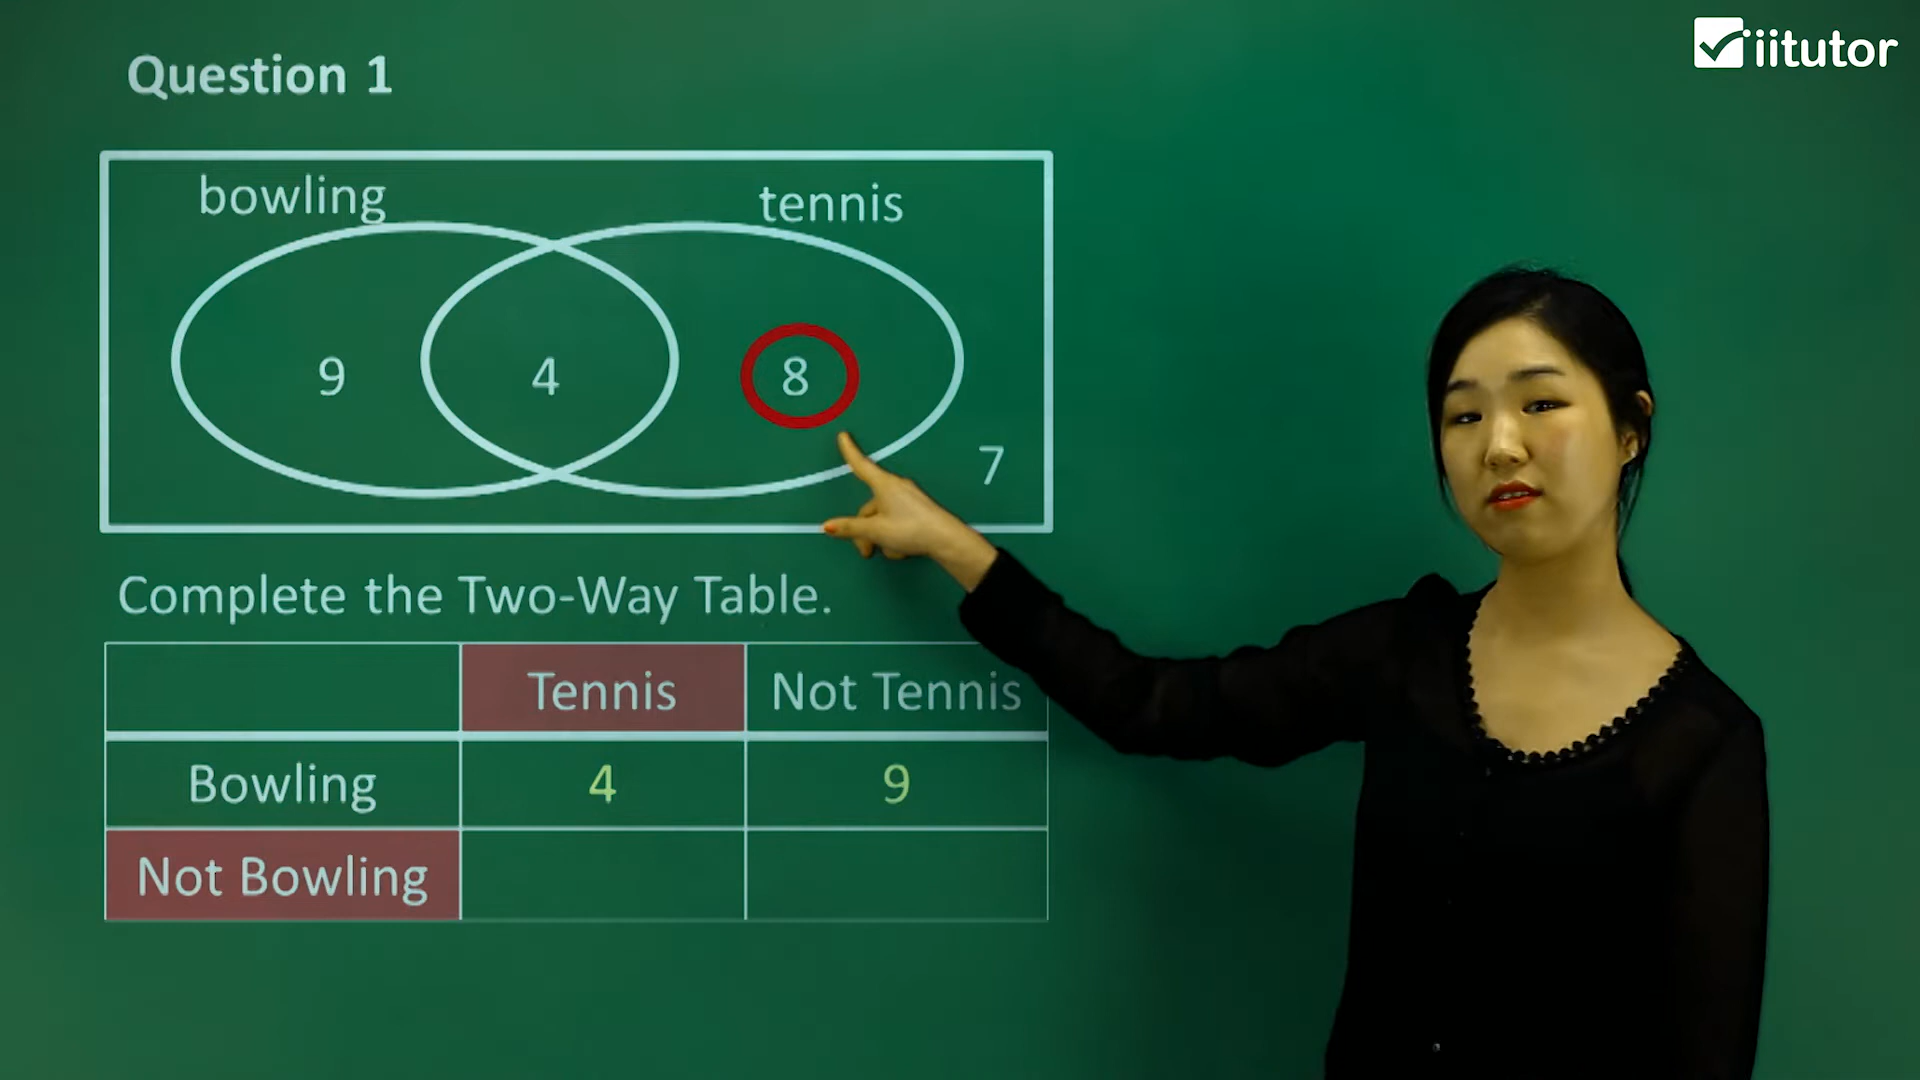 iitutor
Question 1
bowling tennis
9 4 8
7
Complete the Two-Way Table.
Tennis Not Tennis
Bowling 4 9
Not Bowling